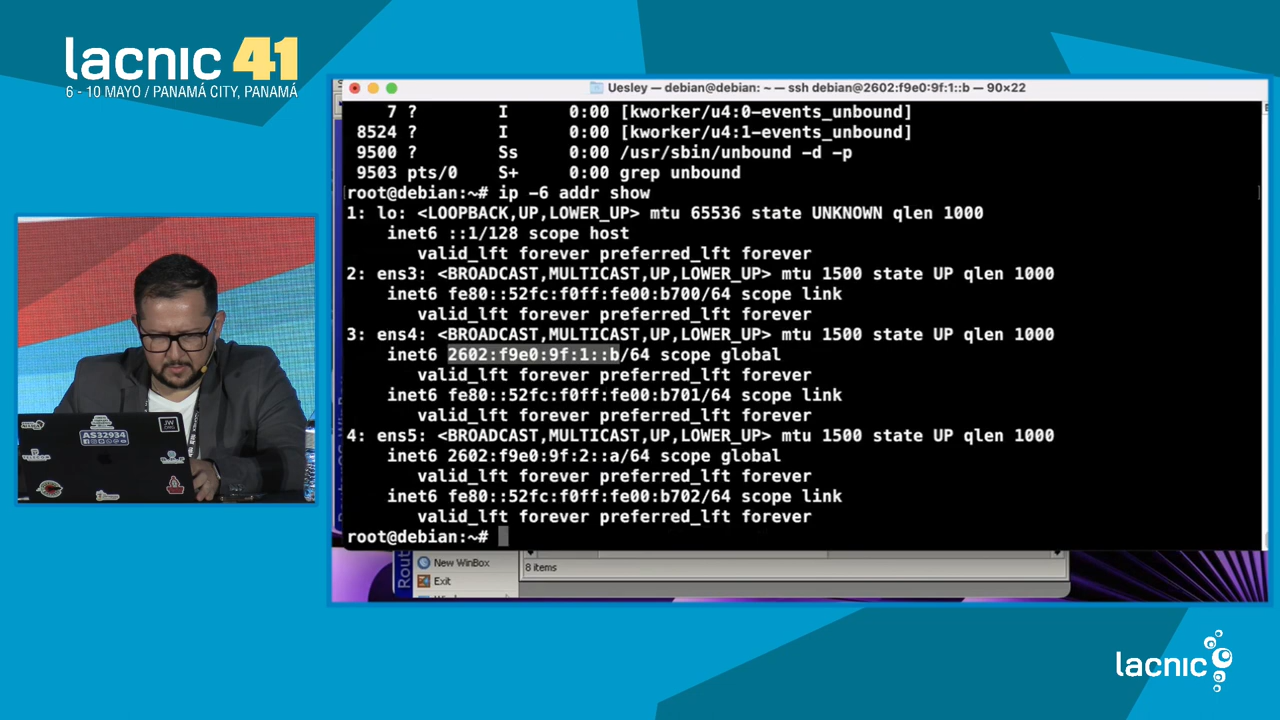 lacnic 41
6 - 10 MAYO / PANAMÁ CITY, PANAMÁ
Uesley — debian@debian: ~ — ssh debian@2602:f9e0:9f:1::b — 90×22
7 ? I 0:00 [kworker/u4:0-events_unbound]
8524 ? I 0:00 [kworker/u4:1-events_unbound]
9500 ? Ss 0:00 /usr/sbin/unbound -d -p
9503 pts/0 S+ 0:00 grep unbound
root@debian:~# ip -6 addr show
1: lo: <LOOPBACK,UP,LOWER_UP> mtu 65536 state UNKNOWN qlen 1000
inet6 ::1/128 scope host
valid_lft forever preferred_lft forever
2: ens3: <BROADCAST,MULTICAST,UP,LOWER_UP> mtu 1500 state UP qlen 1000
inet6 fe80::52fc:f0ff:fe00:b700/64 scope link
valid_lft forever preferred_lft forever
3: ens4: <BROADCAST,MULTICAST,UP,LOWER_UP> mtu 1500 state UP qlen 1000
inet6 2602:f9e0:9f:1::b/64 scope global
valid_lft forever preferred_lft forever
inet6 fe80::52fc:f0ff:fe00:b701/64 scope link
valid_lft forever preferred_lft forever
4: ens5: <BROADCAST,MULTICAST,UP,LOWER_UP> mtu 1500 state UP qlen 1000
inet6 2602:f9e0:9f:2::a/64 scope global
valid_lft forever preferred_lft forever
inet6 fe80::52fc:f0ff:fe00:b702/64 scope link
valid_lft forever preferred_lft forever
root@debian:~#
New WinBox
Exit
8 items
AS32934
lacnic